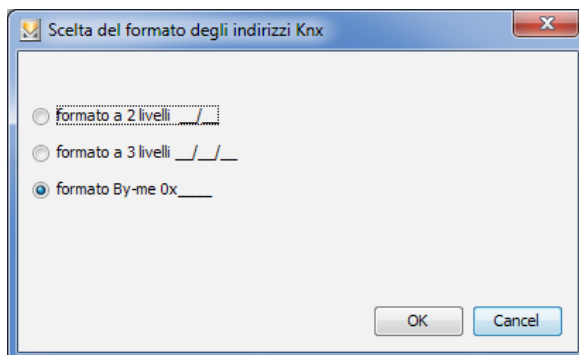 Scelta del formato degli indirizzi Knx
formato a 2 livelli __/__
formato a 3 livelli __/__/__
formato By-me 0x____
OK Cancel